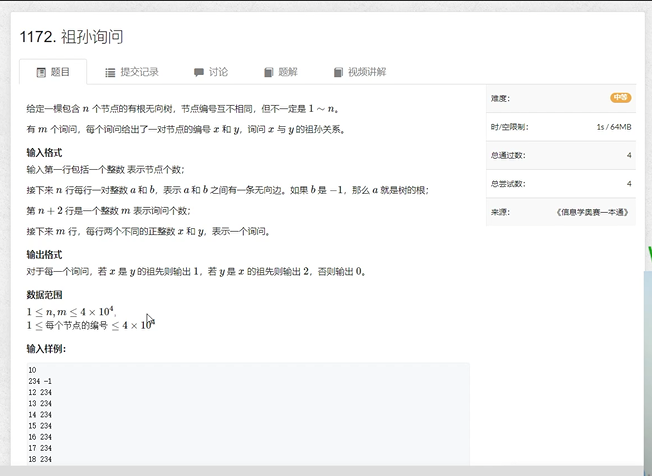 1172. 祖孙询问
题目 提交记录 讨论 题解 视频讲解
给定一棵包含 n 个节点的有根无向树，节点编号互不相同，但不一定是 1 ~ n。
有 m 个询问，每个询问给出了一对节点的编号 x 和 y，询问 x 与 y 的祖孙关系。
输入格式
输入第一行包括一个整数 表示节点个数；
接下来 n 行每行一对整数 a 和 b，表示 a 和 b 之间有一条无向边。如果 b 是 −1，那么 a 就是树的根；
第 n + 2 行是一个整数 m 表示询问个数；
接下来 m 行，每行两个不同的正整数 x 和 y，表示一个询问。
输出格式
对于每一个询问，若 x 是 y 的祖先则输出 1，若 y 是 x 的祖先则输出 2，否则输出 0。
数据范围
1 ≤ n, m ≤ 4 × 10⁴，
1 ≤ 每个节点的编号 ≤ 4 × 10⁴
输入样例：
10
234 -1
12 234
13 234
14 234
15 234
16 234
17 234
18 234
难度： 中等
时/空限制： 1s / 64MB
总通过数： 4
总尝试数： 4
来源： 《信息学奥赛一本通》